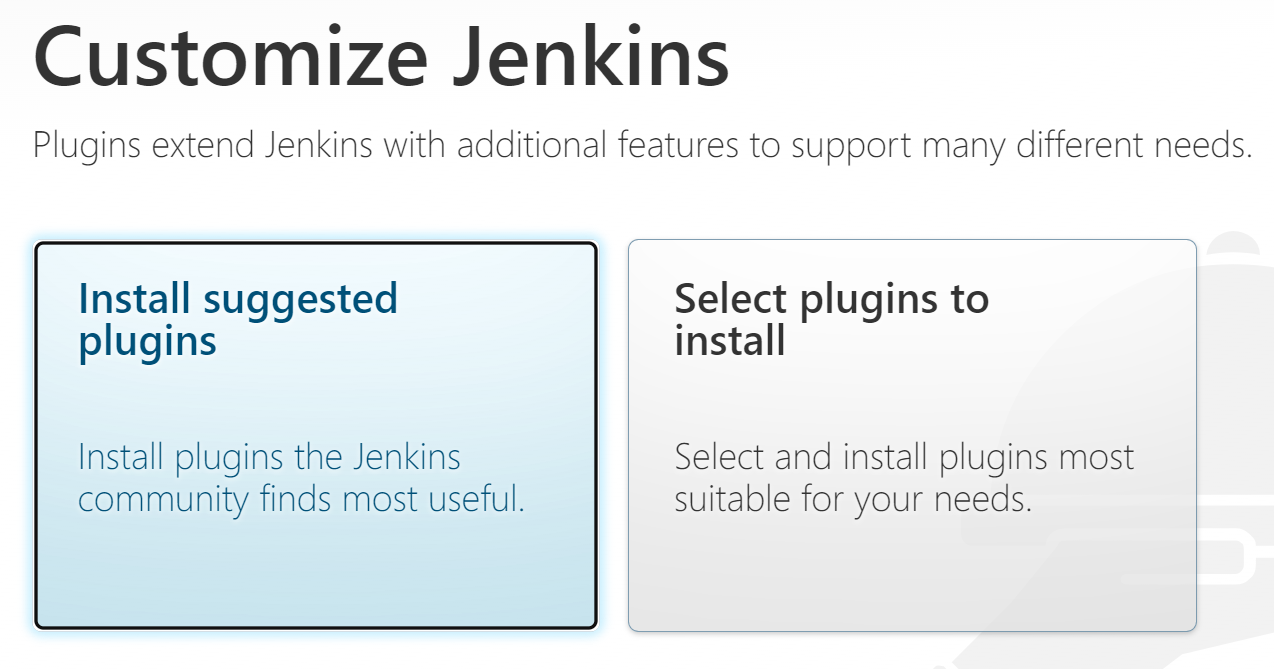 Customize Jenkins
Plugins extend Jenkins with additional features to support many different needs.
Install suggested
plugins
Install plugins the Jenkins
community finds most useful.
Select plugins to
install
Select and install plugins most
suitable for your needs.